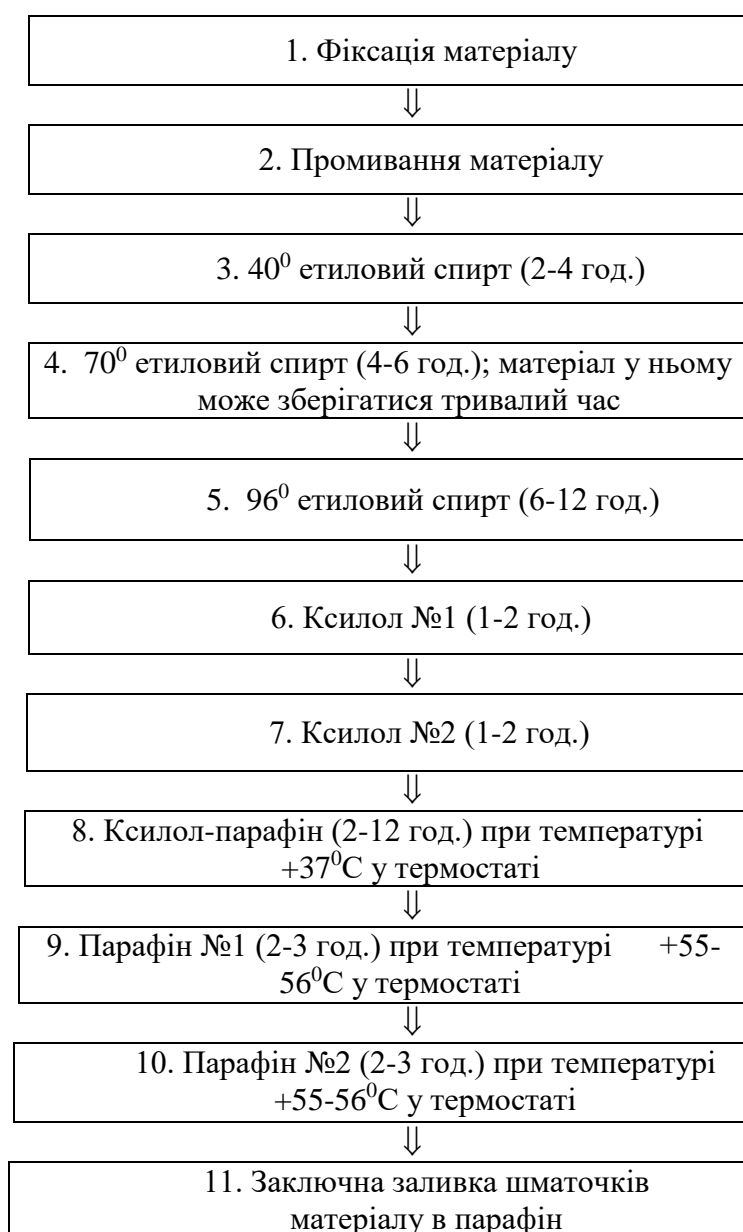 1. Фіксація матеріалу
⇓
2. Промивання матеріалу
⇓
3. 40⁰ етиловий спирт (2-4 год.)
⇓
4. 70⁰ етиловий спирт (4-6 год.); матеріал у ньому
може зберігатися тривалий час
⇓
5. 96⁰ етиловий спирт (6-12 год.)
⇓
6. Ксилол №1 (1-2 год.)
⇓
7. Ксилол №2 (1-2 год.)
⇓
8. Ксилол-парафін (2-12 год.) при температурі
+37⁰С у термостаті
⇓
9. Парафін №1 (2-3 год.) при температурі +55-
56⁰С у термостаті
⇓
10. Парафін №2 (2-3 год.) при температурі
+55-56⁰С у термостаті
⇓
11. Заключна заливка шматочків
матеріалу в парафін